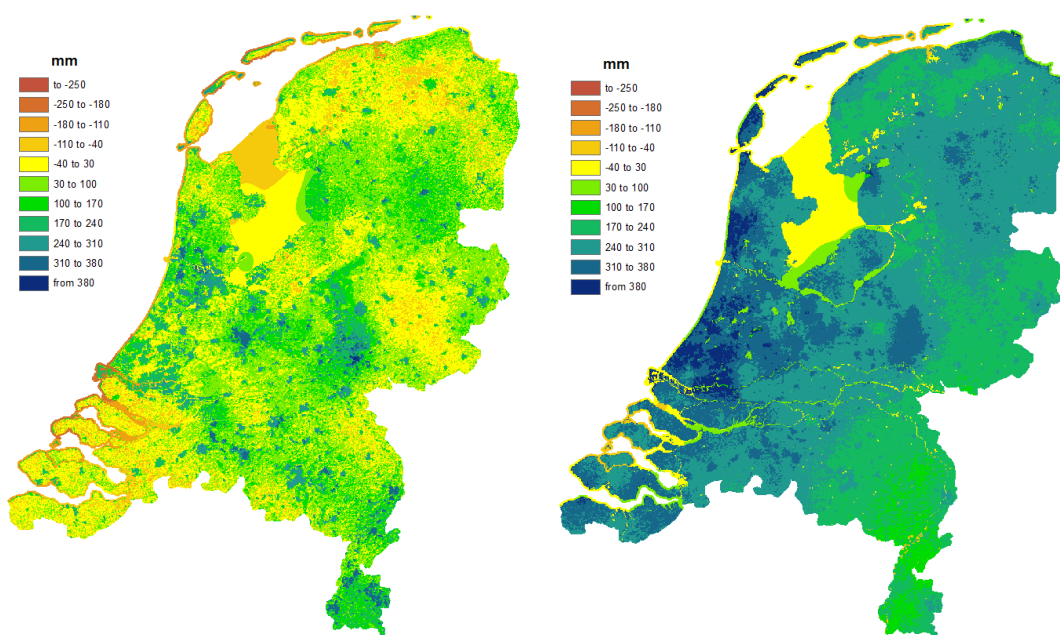 mm
to -250
-250 to -180
-180 to -110
-110 to -40
-40 to 30
30 to 100
100 to 170
170 to 240
240 to 310
310 to 380
from 380
mm
to -250
-250 to -180
-180 to -110
-110 to -40
-40 to 30
30 to 100
100 to 170
170 to 240
240 to 310
310 to 380
from 380